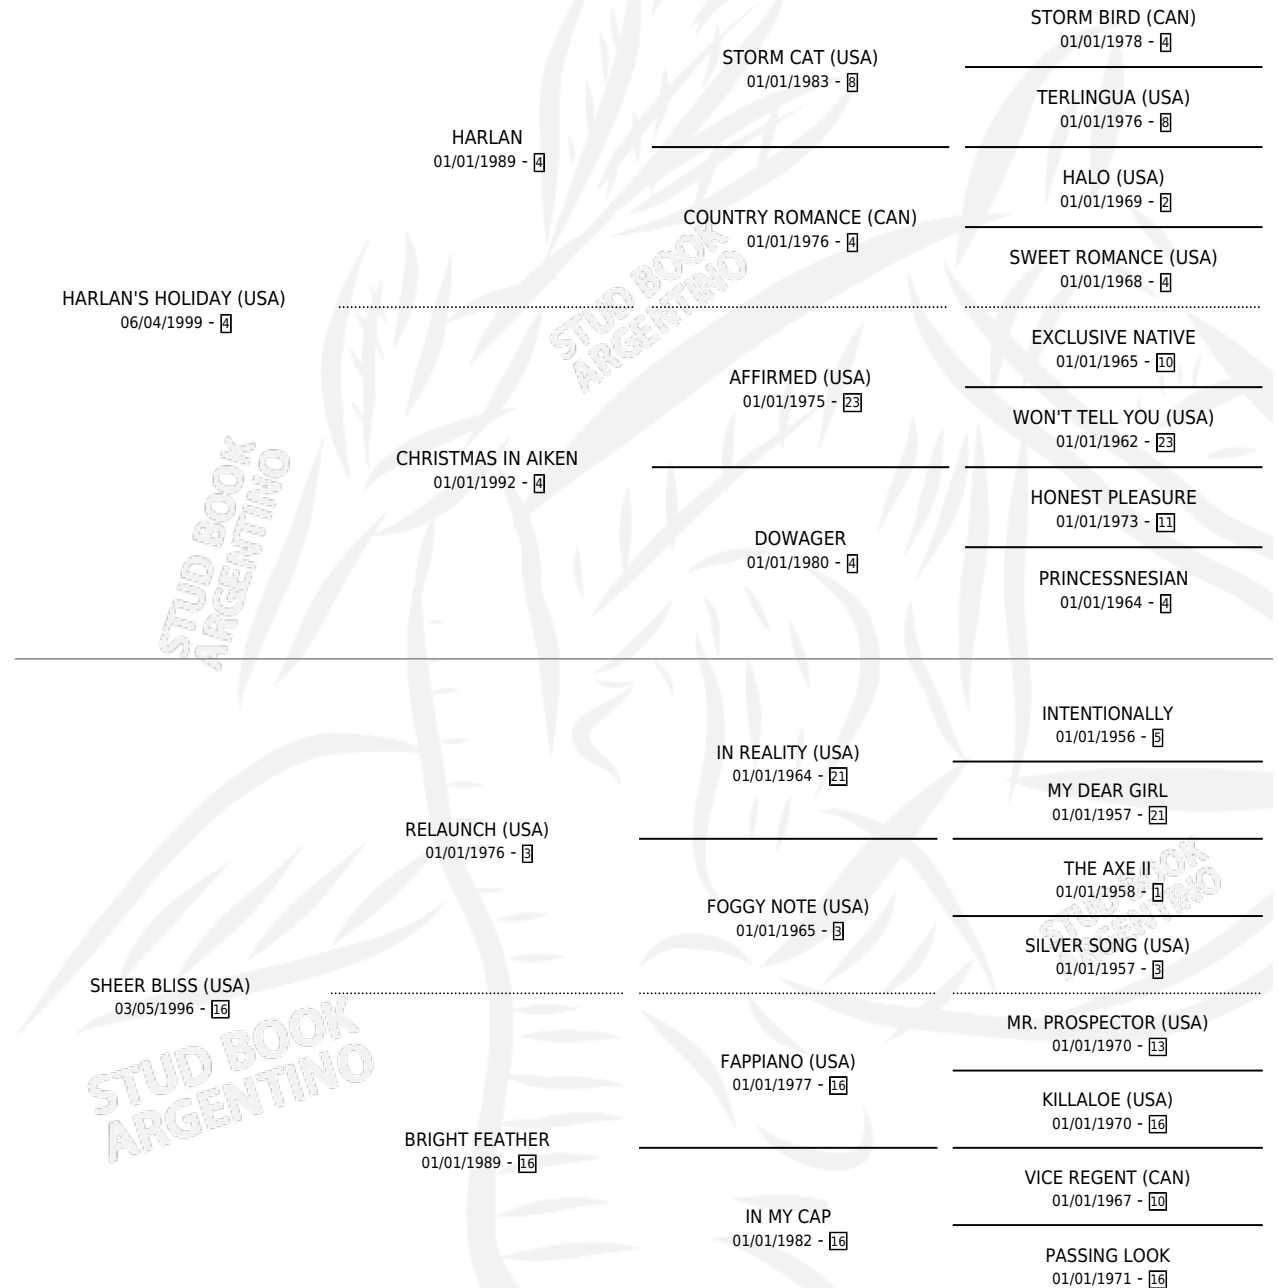 STORM BIRD (CAN)
01/01/1978 - 4
STORM CAT (USA)
01/01/1983 - 8
TERLINGUA (USA)
01/01/1976 - 8
HARLAN
01/01/1989 - 4
HALO (USA)
01/01/1969 - 2
COUNTRY ROMANCE (CAN)
01/01/1976 - 4
SWEET ROMANCE (USA)
01/01/1968 - 4
HARLAN'S HOLIDAY (USA)
06/04/1999 - 4
EXCLUSIVE NATIVE
01/01/1965 - 10
AFFIRMED (USA)
01/01/1975 - 23
WON'T TELL YOU (USA)
01/01/1962 - 23
CHRISTMAS IN AIKEN
01/01/1992 - 4
HONEST PLEASURE
01/01/1973 - 11
DOWAGER
01/01/1980 - 4
PRINCESSNESIAN
01/01/1964 - 4
INTENTIONALLY
01/01/1956 - 5
IN REALITY (USA)
01/01/1964 - 21
MY DEAR GIRL
01/01/1957 - 21
RELAUNCH (USA)
01/01/1976 - 3
THE AXE II
01/01/1958 - 1
FOGGY NOTE (USA)
01/01/1965 - 3
SILVER SONG (USA)
01/01/1957 - 3
SHEER BLISS (USA)
03/05/1996 - 16
MR. PROSPECTOR (USA)
01/01/1970 - 13
FAPPIANO (USA)
01/01/1977 - 16
KILLALOE (USA)
01/01/1970 - 16
BRIGHT FEATHER
01/01/1989 - 16
VICE REGENT (CAN)
01/01/1967 - 10
IN MY CAP
01/01/1982 - 16
PASSING LOOK
01/01/1971 - 16
STUD BOOK
ARGENTINO
STUD BOOK
ARGENTINO
STUD BOOK
ARGENTINO
STUD BOOK
ARGENTINO